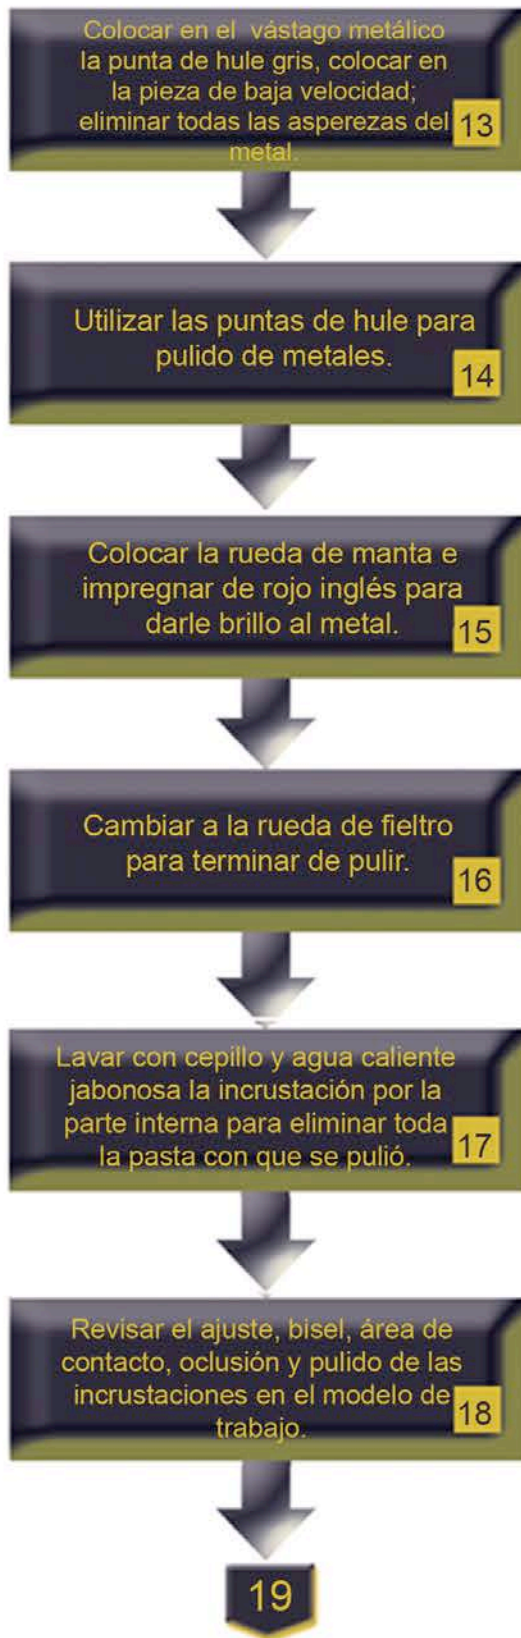 Colocar en el vástago metálico
la punta de hule gris, colocar en
la pieza de baja velocidad;
eliminar todas las asperezas del
metal.
13
Utilizar las puntas de hule para
pulido de metales.
14
Colocar la rueda de manta e
impregnar de rojo inglés para
darle brillo al metal.
15
Cambiar a la rueda de fieltro
para terminar de pulir.
16
Lavar con cepillo y agua caliente
jabonosa la incrustación por la
parte interna para eliminar toda
la pasta con que se pulió.
17
Revisar el ajuste, bisel, área de
contacto, oclusión y pulido de las
incrustaciones en el modelo de
trabajo.
18
19